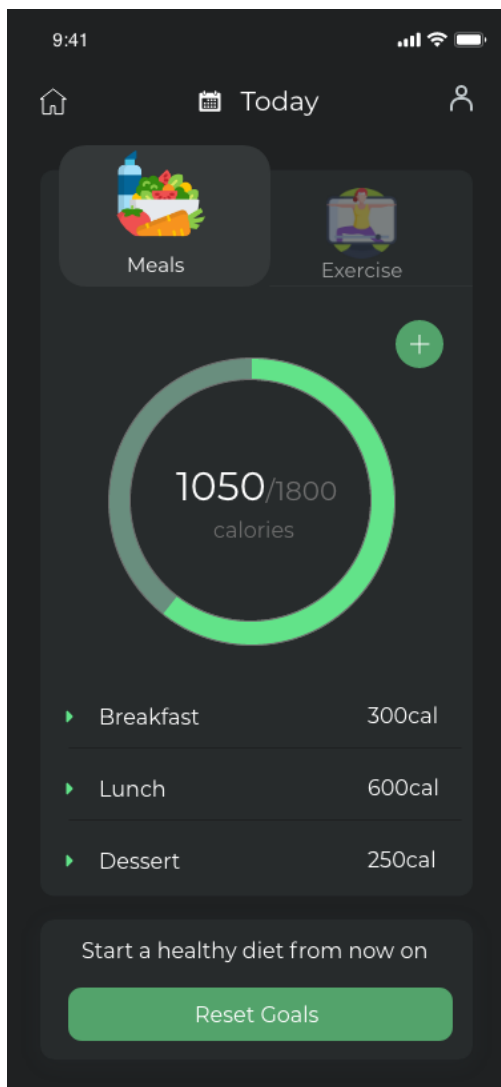 9:41
Today
Meals
Exercise
+
1050/1800
calories
Breakfast 300cal
Lunch 600cal
Dessert 250cal
Start a healthy diet from now on
Reset Goals